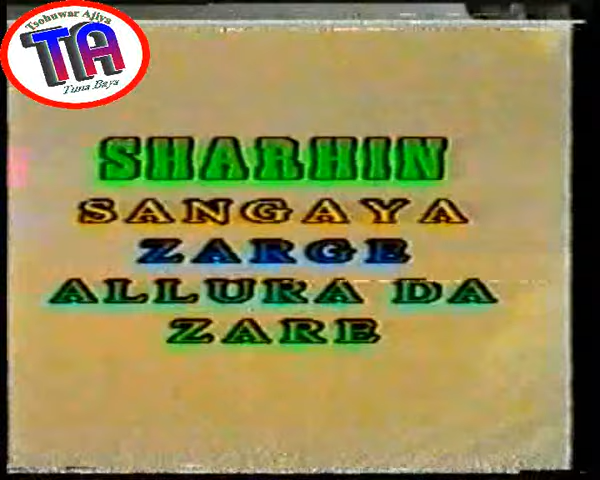 Tsohuwar Ajiya
TA
Tuna Baya
SHARHIN
SANGAYA
ZARGE
ALLURA DA
ZARE